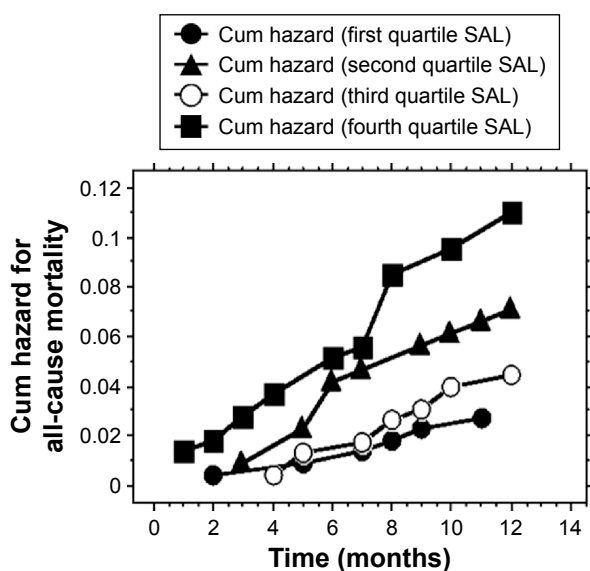 Cum hazard (first quartile SAL)
Cum hazard (second quartile SAL)
Cum hazard (third quartile SAL)
Cum hazard (fourth quartile SAL)
0.12
0.1
0.08
0.06
0.04
0.02
0
Cum hazard for
all-cause mortality
0 2 4 6 8 10 12 14
Time (months)